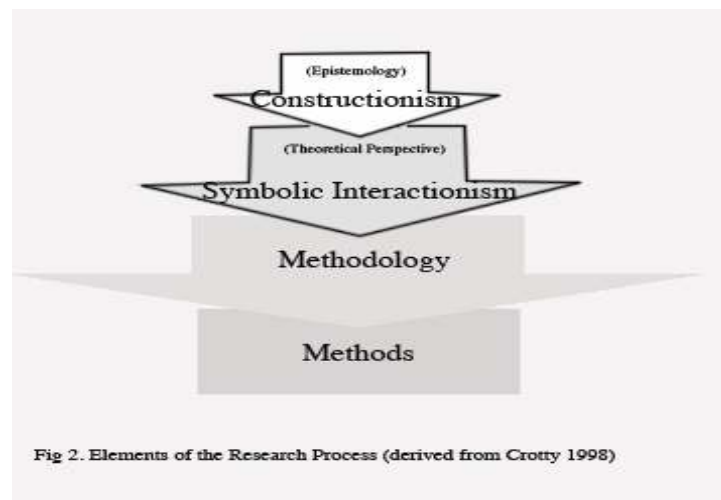 (Epistemology)
Constructionism
(Theoretical Perspective)
Symbolic Interactionism
Methodology
Methods
Fig 2. Elements of the Research Process (derived from Crotty 1998)